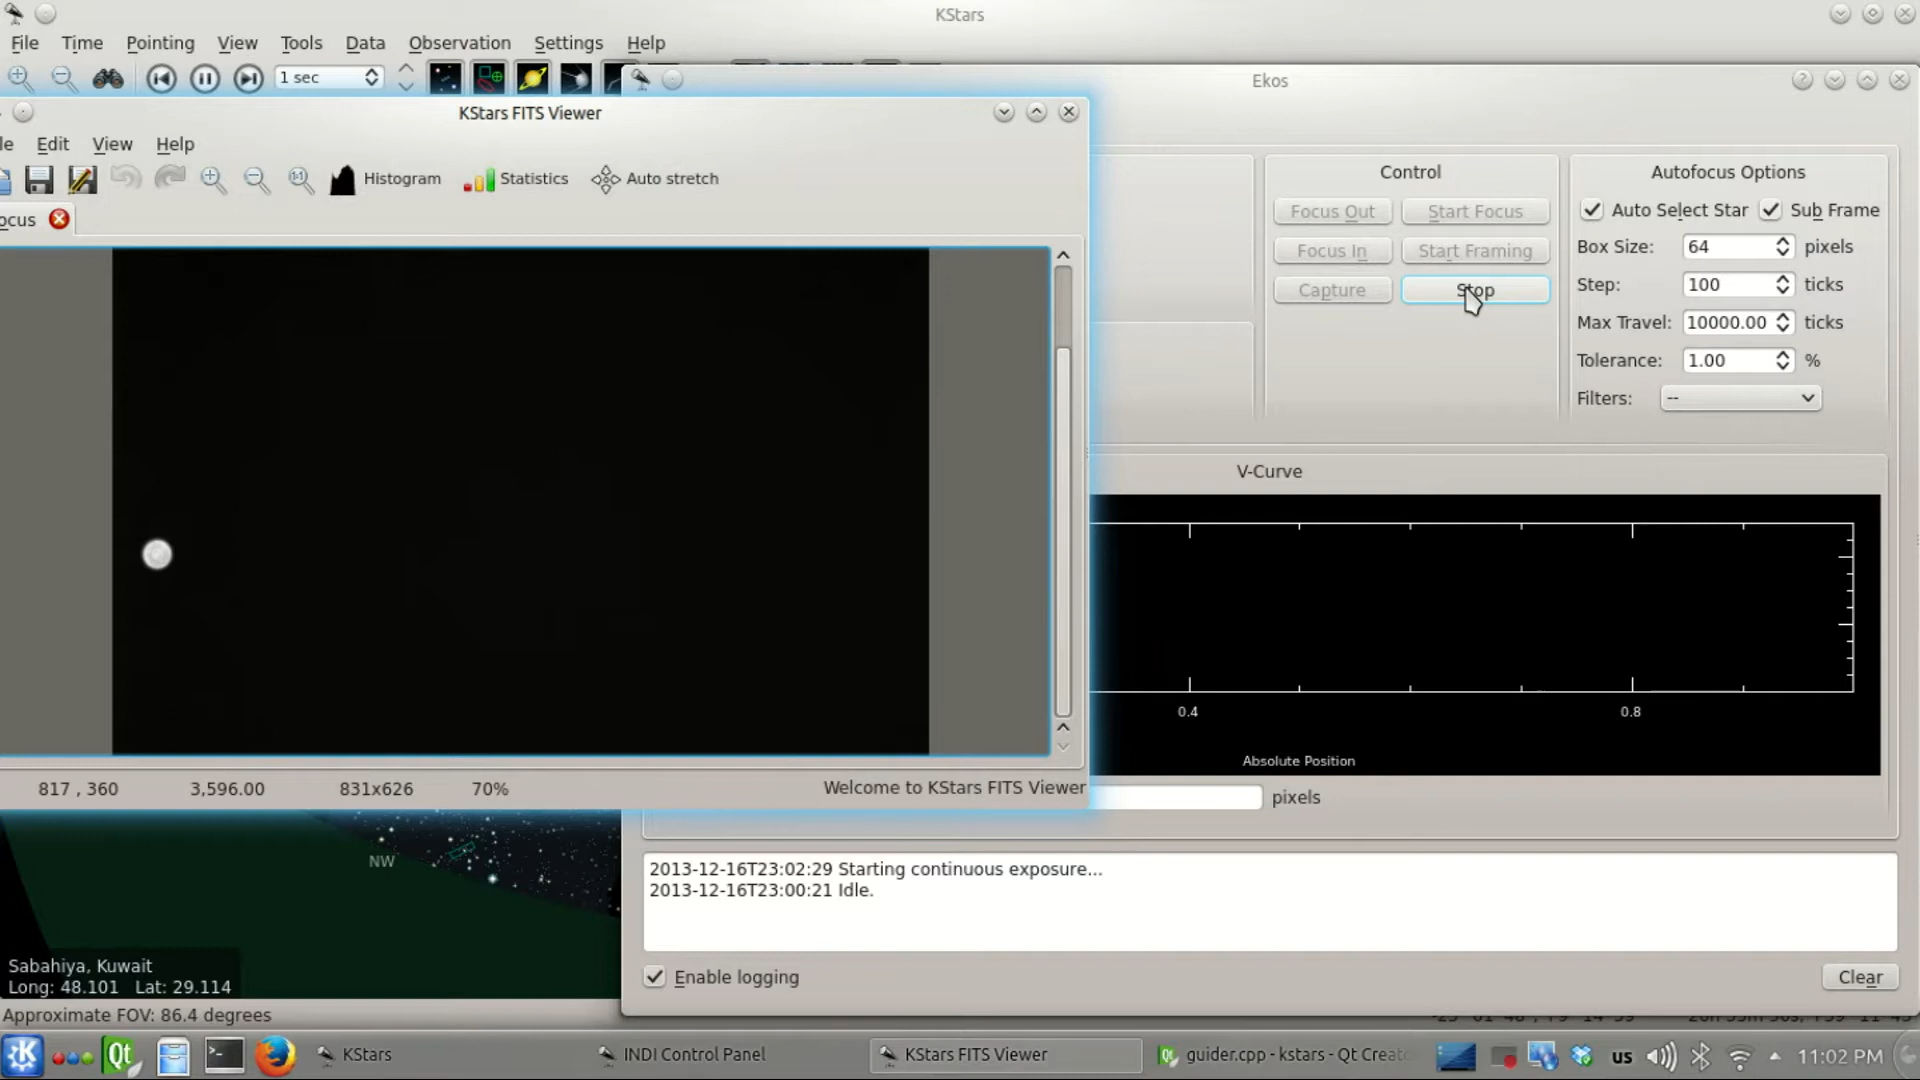 KStars
File Time Pointing View Tools Data Observation Settings Help
1 sec
Ekos
KStars FITS Viewer
le Edit View Help
Histogram Statistics Auto stretch
ocus
Control
Focus Out Start Focus
Focus In Start Framing
Capture Stop
Autofocus Options
Auto Select Star Sub Frame
Box Size: 64 pixels
Step: 100 ticks
Max Travel: 10000.00 ticks
Tolerance: 1.00 %
Filters: --
V-Curve
0.4 0.8
Absolute Position
817 , 360 3,596.00 831x626 70% Welcome to KStars FITS Viewer
pixels
NW
2013-12-16T23:02:29 Starting continuous exposure...
2013-12-16T23:00:21 Idle.
Sabahiya, Kuwait
Long: 48.101 Lat: 29.114
Enable logging Clear
Approximate FOV: 86.4 degrees
KStars INDI Control Panel KStars FITS Viewer guider.cpp - kstars - Qt Creato us 11:02 PM